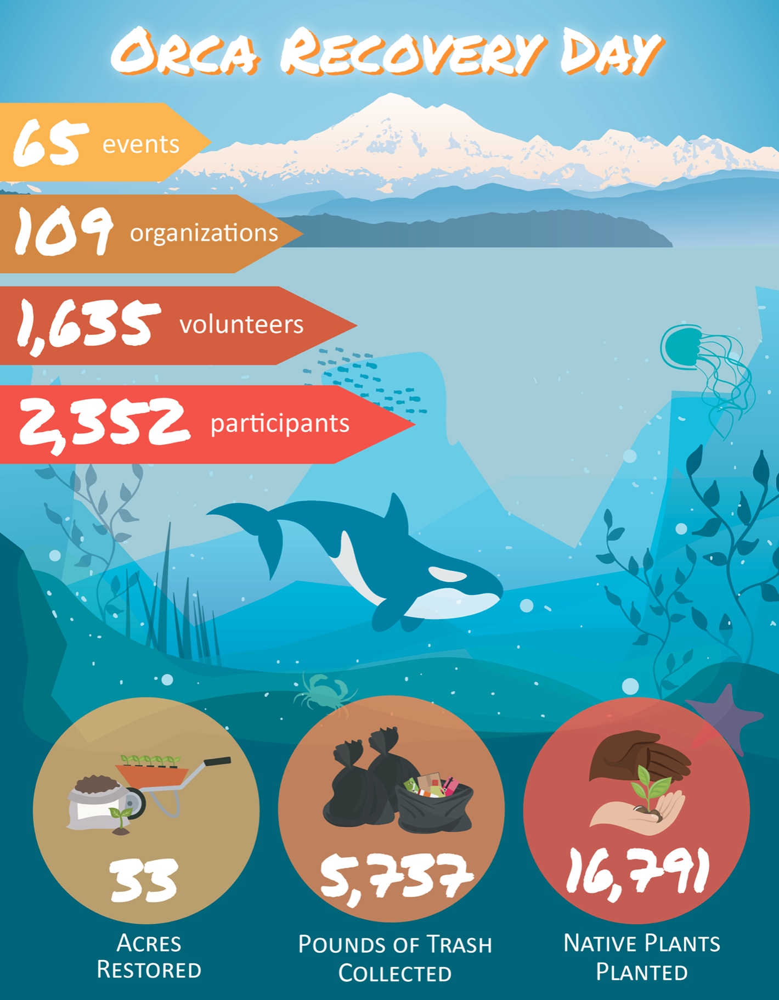 ORCA RECOVERY DAY
65 events
109 organizations
1,635 volunteers
2,352 participants
33
ACRES
RESTORED
5,737
POUNDS OF TRASH
COLLECTED
16,791
NATIVE PLANTS
PLANTED